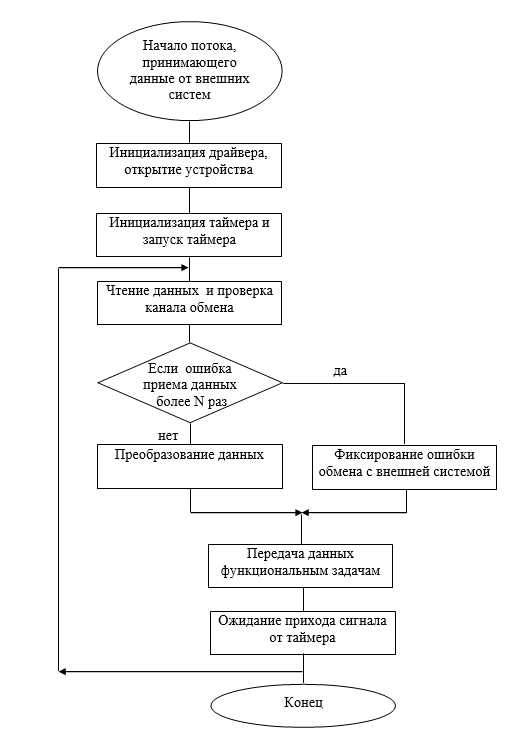 Начало потока,
принимающего
данные от внешних
систем
Инициализация драйвера,
открытие устройства
Инициализация таймера и
запуск таймера
Чтение данных и проверка
канала обмена
Если ошибка
приема данных
более N раз
да
нет
Преобразование данных
Фиксирование ошибки
обмена с внешней системой
Передача данных
функциональным задачам
Ожидание прихода сигнала
от таймера
Конец